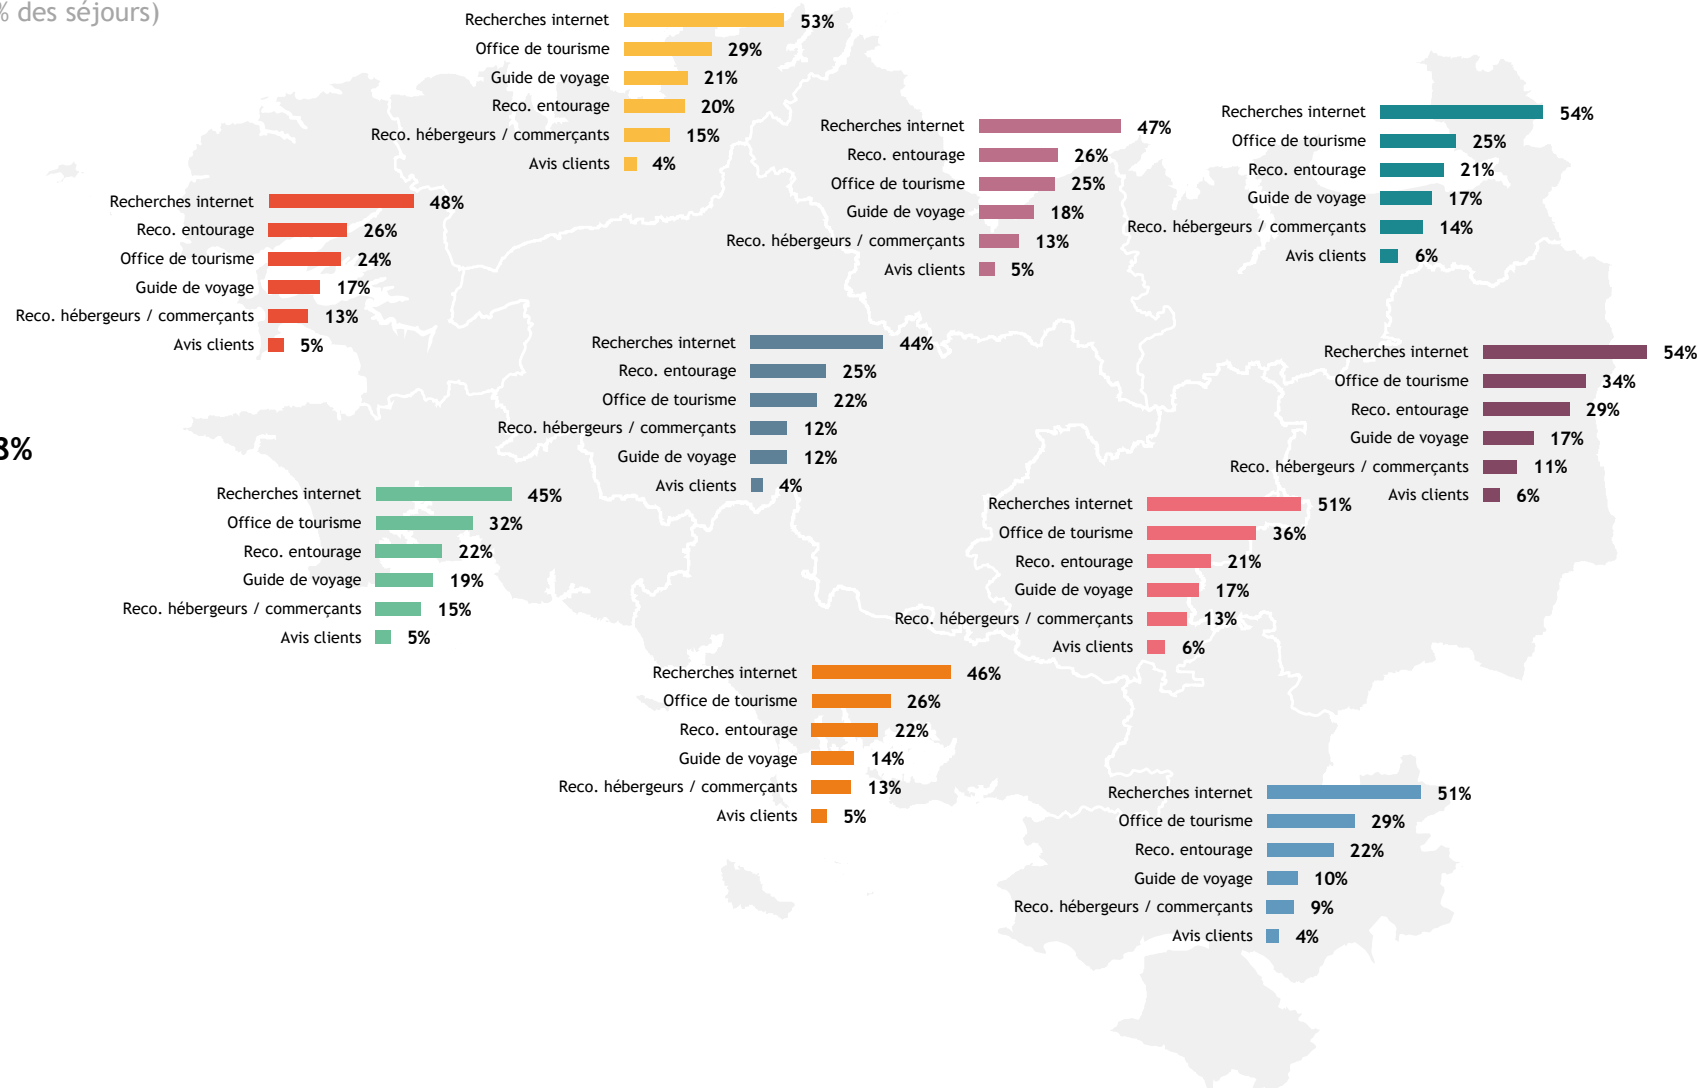 % des séjours)
Recherches internet 53%
Office de tourisme 29%
Guide de voyage 21%
Reco. entourage 20%
Reco. hébergeurs / commerçants 15%
Avis clients 4%
Recherches internet 47%
Reco. entourage 26%
Office de tourisme 25%
Guide de voyage 18%
Reco. hébergeurs / commerçants 13%
Avis clients 5%
Recherches internet 54%
Office de tourisme 25%
Reco. entourage 21%
Guide de voyage 17%
Reco. hébergeurs / commerçants 14%
Avis clients 6%
Recherches internet 48%
Reco. entourage 26%
Office de tourisme 24%
Guide de voyage 17%
Reco. hébergeurs / commerçants 13%
Avis clients 5%
Recherches internet 44%
Reco. entourage 25%
Office de tourisme 22%
Reco. hébergeurs / commerçants 12%
Guide de voyage 12%
Avis clients 4%
Recherches internet 54%
Office de tourisme 34%
Reco. entourage 29%
Guide de voyage 17%
Reco. hébergeurs / commerçants 11%
Avis clients 6%
8%
Recherches internet 45%
Office de tourisme 32%
Reco. entourage 22%
Guide de voyage 19%
Reco. hébergeurs / commerçants 15%
Avis clients 5%
Recherches internet 51%
Office de tourisme 36%
Reco. entourage 21%
Guide de voyage 17%
Reco. hébergeurs / commerçants 13%
Avis clients 6%
Recherches internet 46%
Office de tourisme 26%
Reco. entourage 22%
Guide de voyage 14%
Reco. hébergeurs / commerçants 13%
Avis clients 5%
Recherches internet 51%
Office de tourisme 29%
Reco. entourage 22%
Guide de voyage 10%
Reco. hébergeurs / commerçants 9%
Avis clients 4%